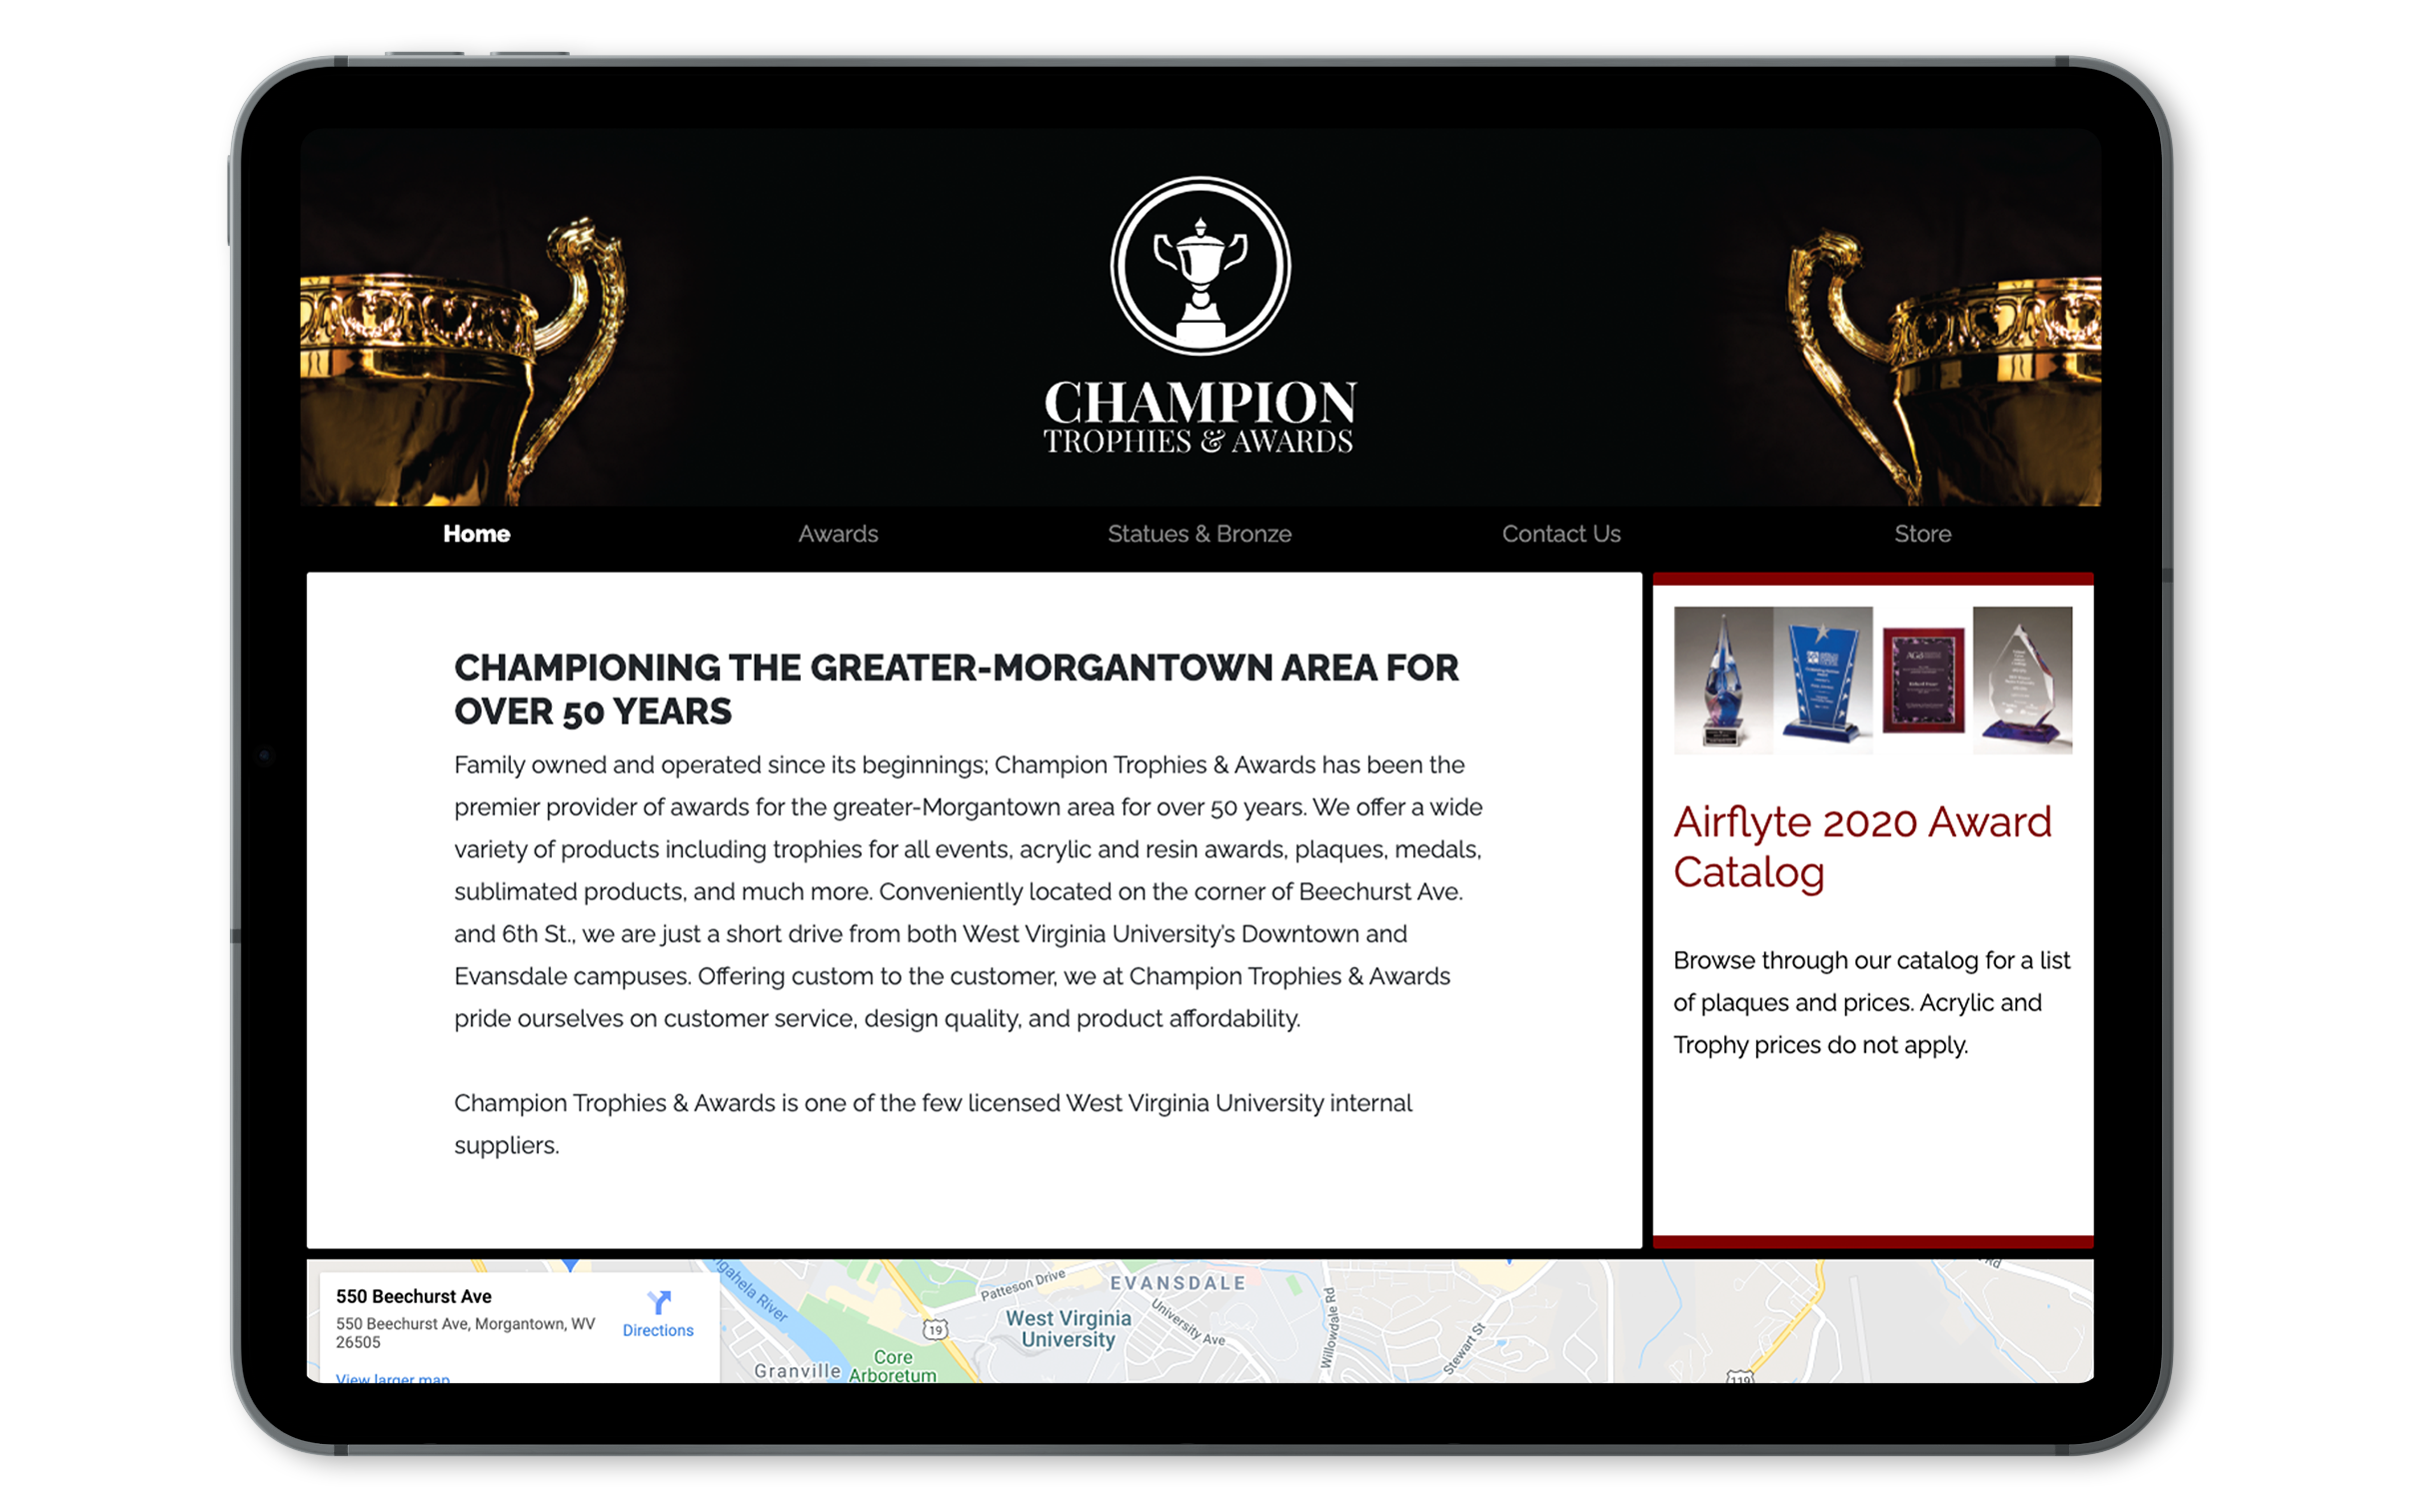 CHAMPION
TROPHIES & AWARDS
Home
Awards
Statues & Bronze
Contact Us
Store
CHAMPIONING THE GREATER-MORGANTOWN AREA FOR
OVER 50 YEARS
Family owned and operated since its beginnings; Champion Trophies & Awards has been the
premier provider of awards for the greater-Morgantown area for over 50 years. We offer a wide
variety of products including trophies for all events, acrylic and resin awards, plaques, medals,
sublimated products, and much more. Conveniently located on the corner of Beechurst Ave.
and 6th St., we are just a short drive from both West Virginia University's Downtown and
Evansdale campuses. Offering custom to the customer, we at Champion Trophies & Awards
pride ourselves on customer service, design quality, and product affordability.
Champion Trophies & Awards is one of the few licensed West Virginia University internal
suppliers.
Airflyte 2020 Award
Catalog
Browse through our catalog for a list
of plaques and prices. Acrylic and
Trophy prices do not apply.
550 Beechurst Ave
550 Beechurst Ave, Morgantown, WV
26505
Directions
View larger map
ngahela River
Patteson Drive
EVANSDALE
West Virginia
University
University Ave
19
Granville
Core
Arboretum
Willowdale Rd
Stewart St
119
Rd